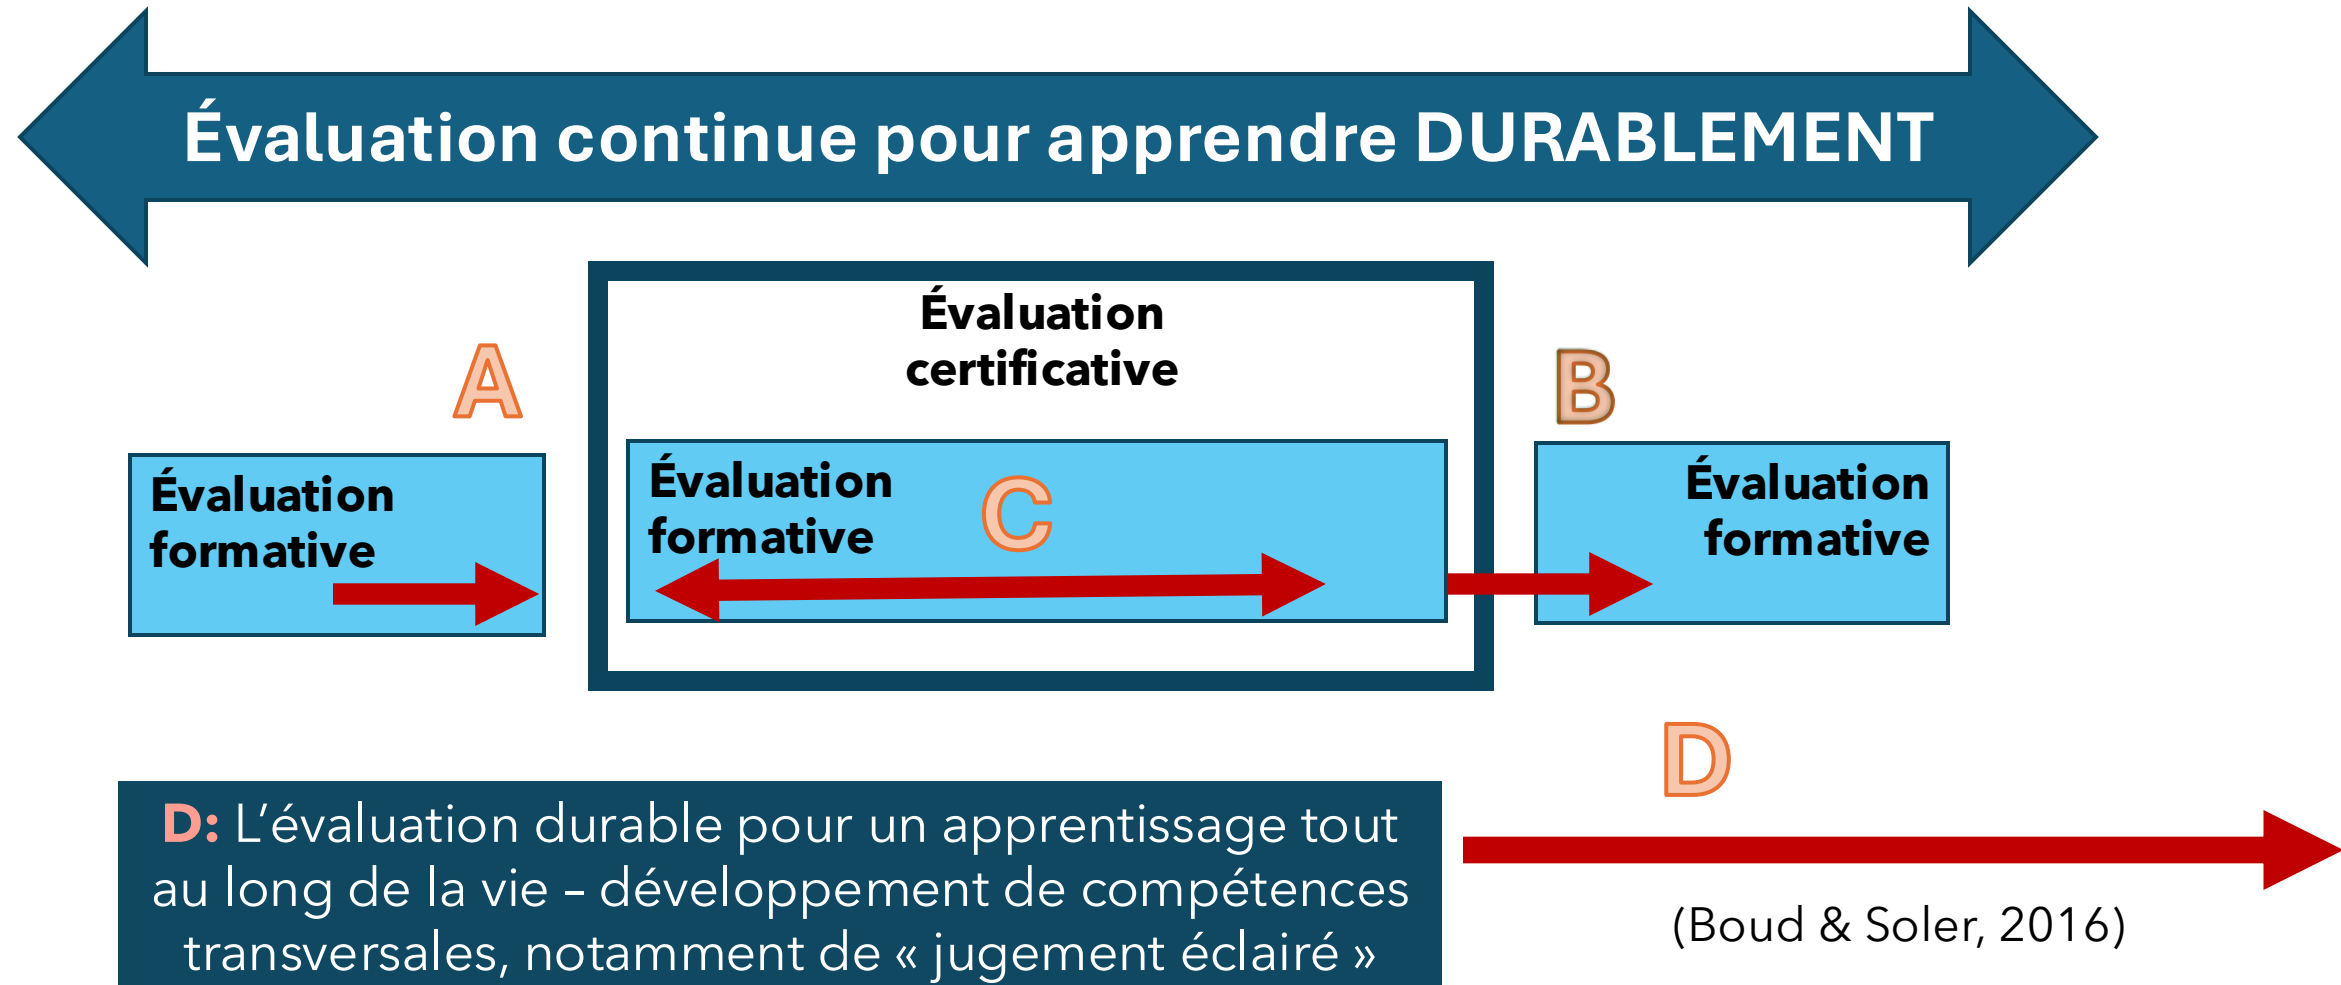 Évaluation continue pour apprendre DURABLEMENT
Évaluation
certificative
A
B
Évaluation
formative
Évaluation
formative
C
Évaluation
formative
D
D: L’évaluation durable pour un apprentissage tout
au long de la vie – développement de compétences
transversales, notamment de « jugement éclairé »
(Boud & Soler, 2016)